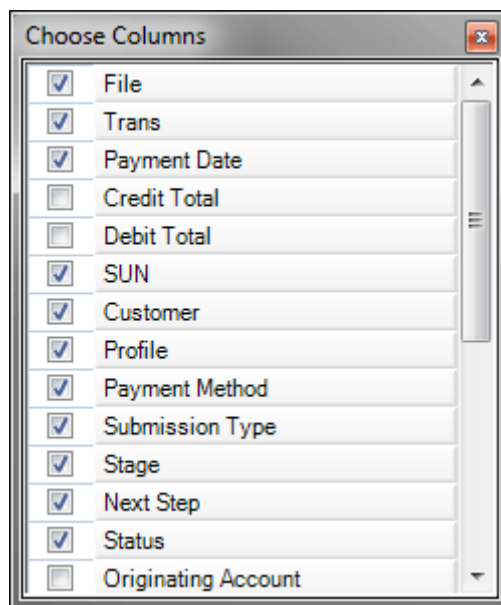 Choose Columns
File
Trans
Payment Date
Credit Total
Debit Total
SUN
Customer
Profile
Payment Method
Submission Type
Stage
Next Step
Status
Originating Account